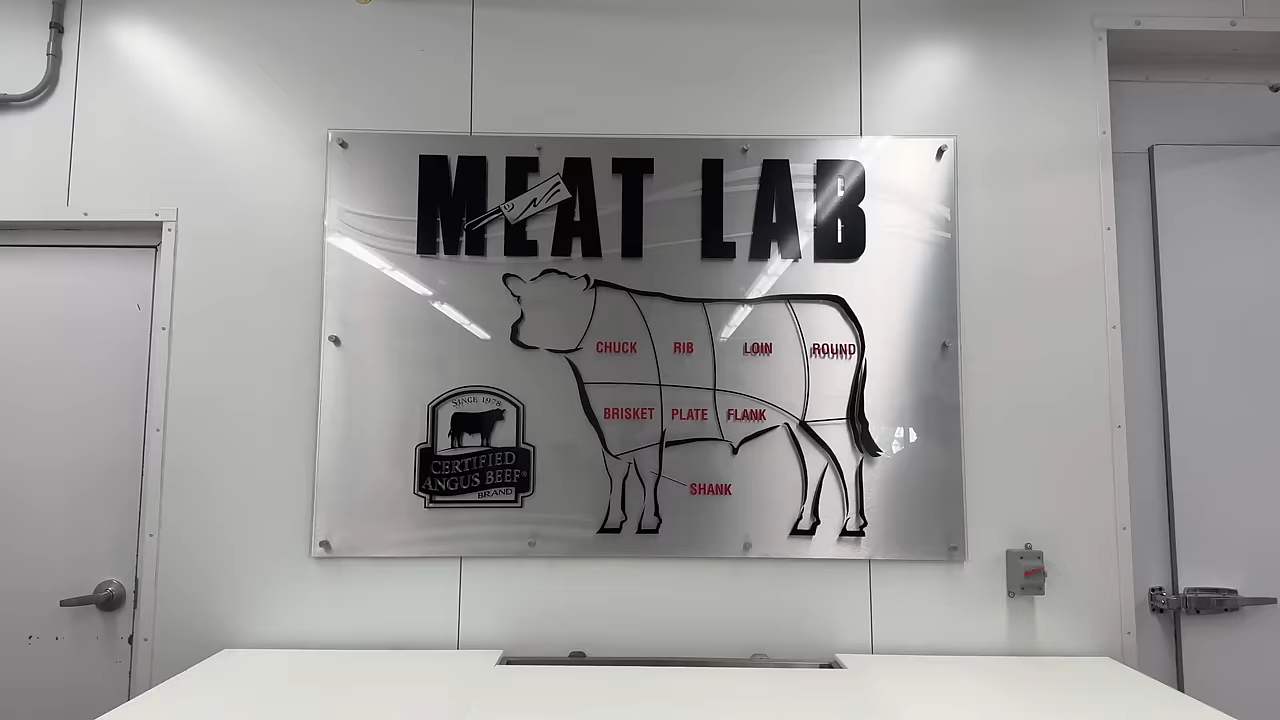 MEAT LAB
CHUCK RIB LOIN ROUND
BRISKET PLATE FLANK
SHANK
SINCE 1978
CERTIFIED
ANGUS BEEF®
BRAND